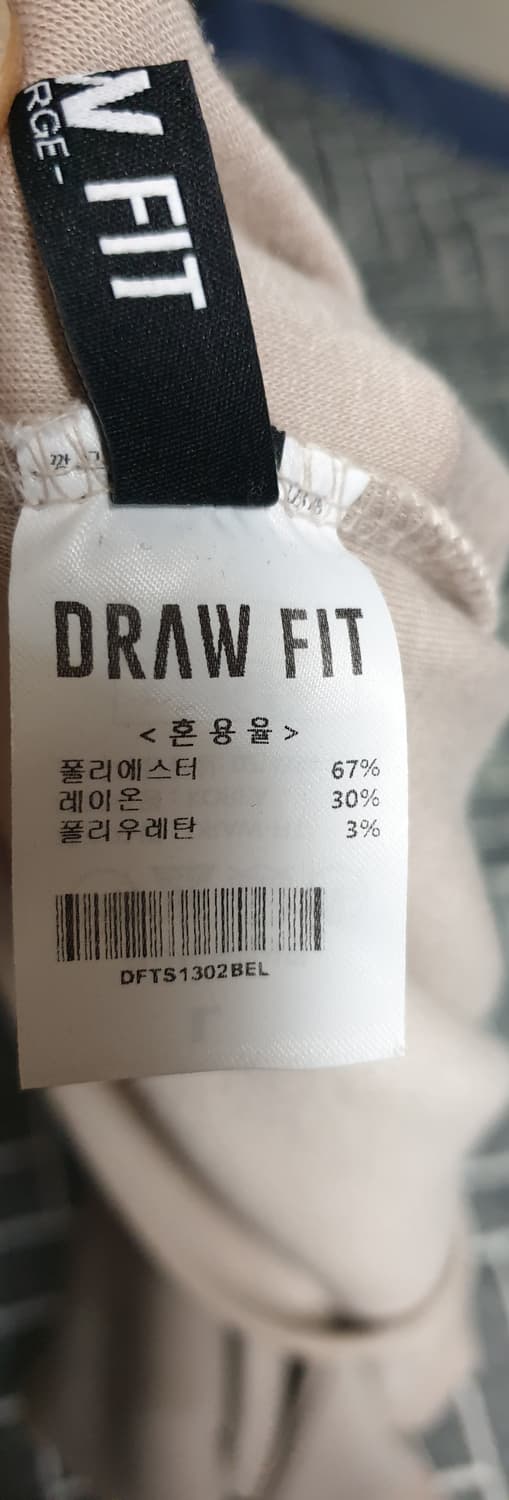 W FIT
RGE-
DRAW FIT
<혼용율>
폴리에스터 67%
레이온 30%
폴리우레탄 3%
DFTS1302BEL